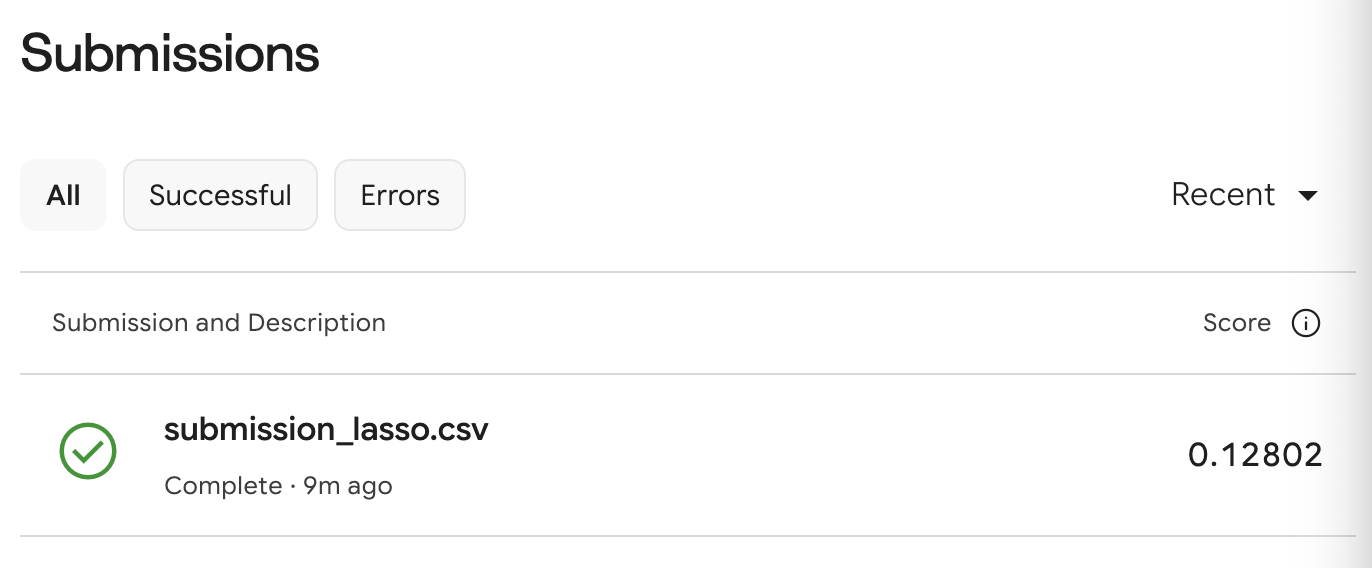 Submissions
All Successful Errors Recent
Submission and Description Score
submission_lasso.csv
0.12802
Complete · 9m ago